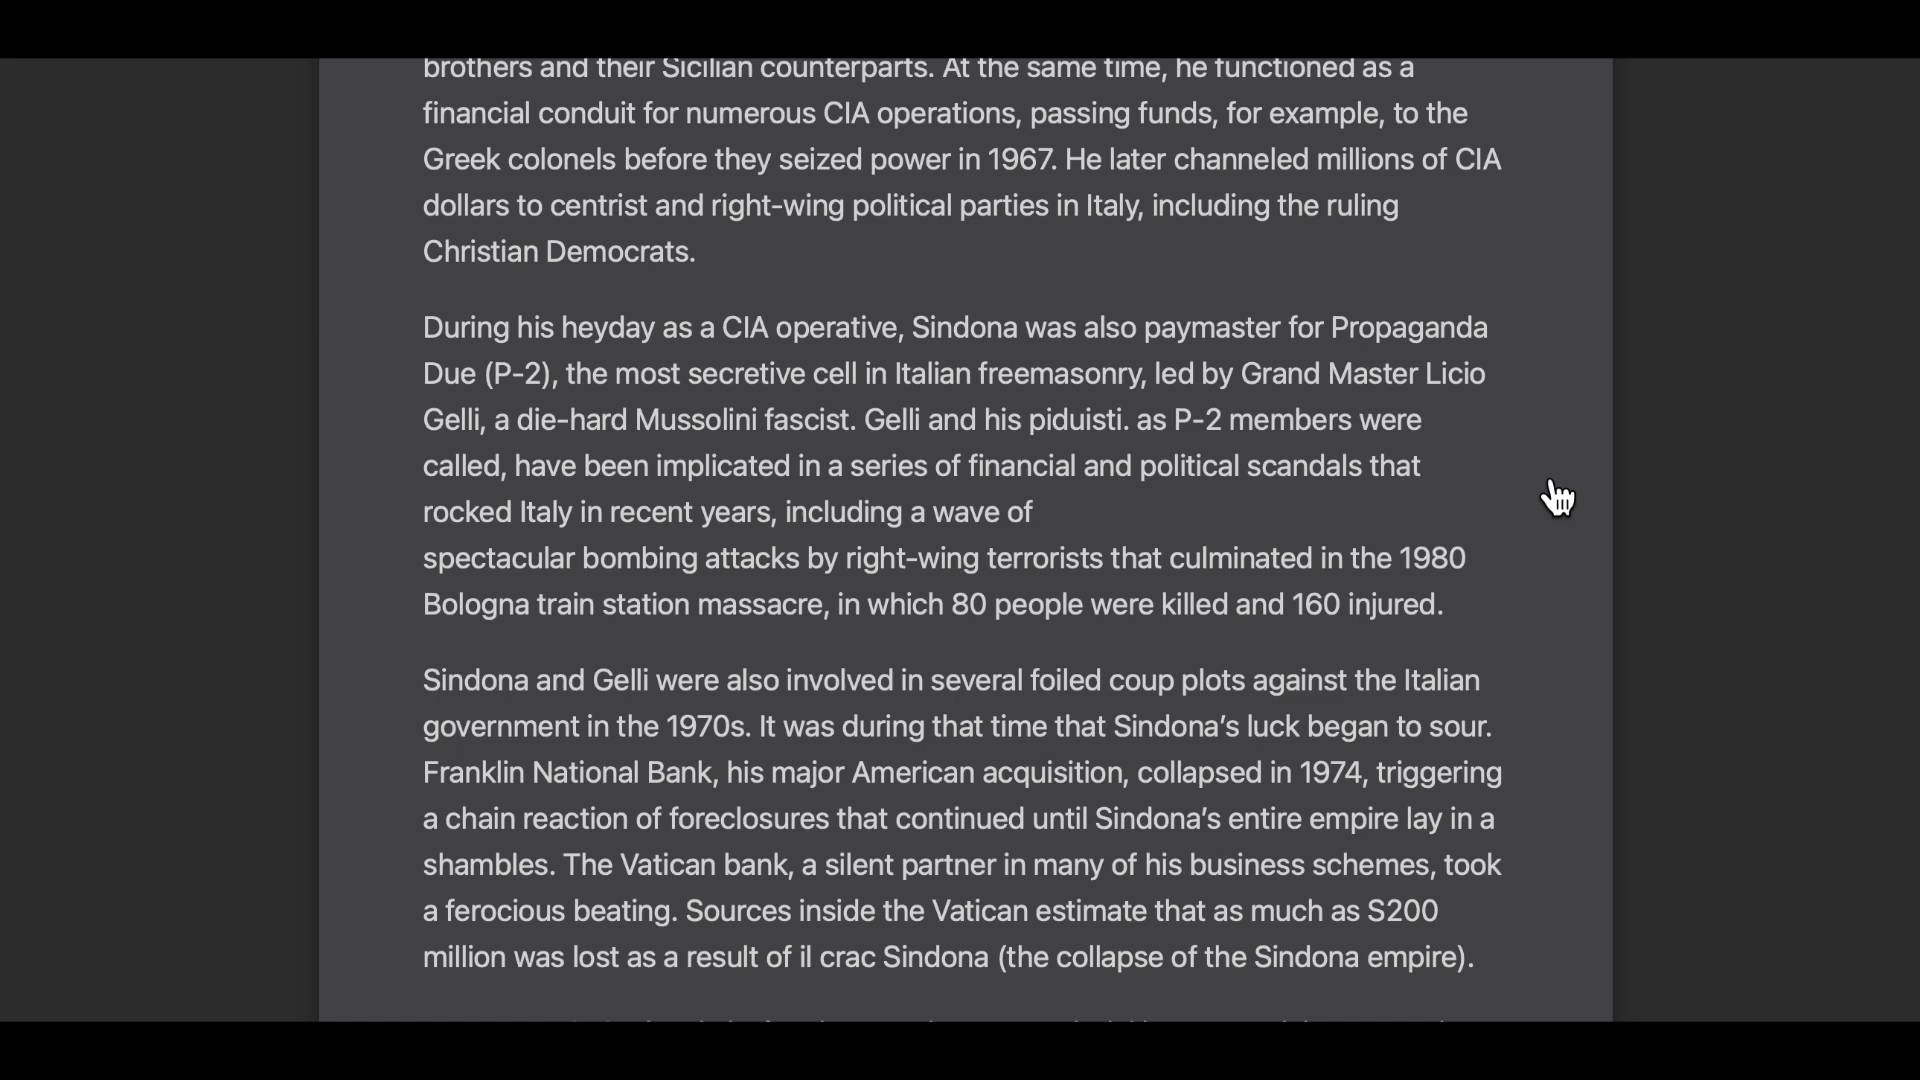 brothers and their Sicilian counterparts. At the same time, he functioned as a
financial conduit for numerous CIA operations, passing funds, for example, to the
Greek colonels before they seized power in 1967. He later channeled millions of CIA
dollars to centrist and right-wing political parties in Italy, including the ruling
Christian Democrats.
During his heyday as a CIA operative, Sindona was also paymaster for Propaganda
Due (P-2), the most secretive cell in Italian freemasonry, led by Grand Master Licio
Gelli, a die-hard Mussolini fascist. Gelli and his piduisti. as P-2 members were
called, have been implicated in a series of financial and political scandals that
rocked Italy in recent years, including a wave of
spectacular bombing attacks by right-wing terrorists that culminated in the 1980
Bologna train station massacre, in which 80 people were killed and 160 injured.
Sindona and Gelli were also involved in several foiled coup plots against the Italian
government in the 1970s. It was during that time that Sindona’s luck began to sour.
Franklin National Bank, his major American acquisition, collapsed in 1974, triggering
a chain reaction of foreclosures that continued until Sindona’s entire empire lay in a
shambles. The Vatican bank, a silent partner in many of his business schemes, took
a ferocious beating. Sources inside the Vatican estimate that as much as S200
million was lost as a result of il crac Sindona (the collapse of the Sindona empire).